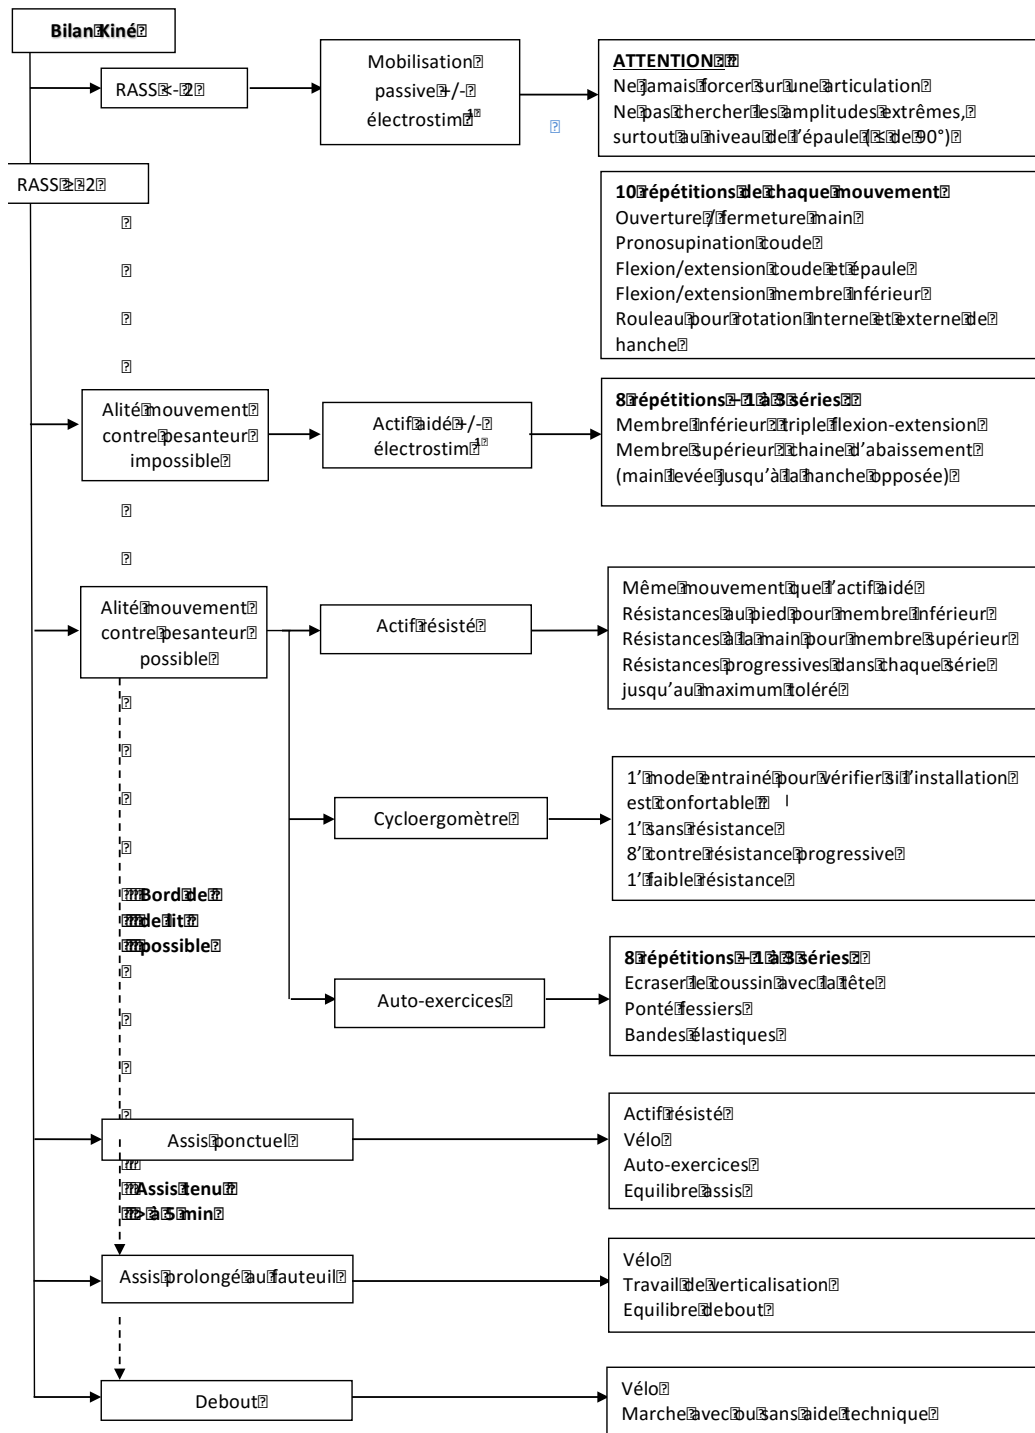 Bilan Kiné
RASS <- 2
Mobilisation
passive +/-
électrostim 1
ATTENTION
Ne jamais forcer sur une articulation
Ne pas chercher les amplitudes extrêmes,
surtout au niveau de l'épaule (≤ de 90°)
RASS ≥ -2
10 répétitions de chaque mouvement
Ouverture / fermeture main
Pronosupination coude
Flexion/extension coude et épaule
Flexion/extension membre inférieur
Rouleau pour rotation interne et externe de
hanche
Alité mouvement
contre pesanteur
impossible
Actif aidé +/-
électrostim 1
8 répétitions – 1 à 3 séries
Membre inférieur triple flexion-extension
Membre supérieur chaine d'abaissement
(main levée jusqu'à la hanche opposée)
Alité mouvement
contre pesanteur
possible
Actif résisté
Même mouvement que l'actif aidé
Résistances au pied pour membre inférieur
Résistances à la main pour membre supérieur
Résistances progressives dans chaque série
jusqu'au maximum toléré
Cycloergomètre
1' mode entrainé pour vérifier si l'installation
est confortable
1' sans résistance
8' contre résistance progressive
1' faible résistance
Bord de
de lit
possible
Auto-exercices
8 répétitions – 1 à 3 séries
Ecraser le coussin avec la tête
Ponté fessiers
Bandes élastiques
Assis ponctuel
Actif résisté
Vélo
Auto-exercices
Equilibre assis
Assis tenu
> à 5 min
Assis prolongé au fauteuil
Vélo
Travail de verticalisation
Equilibre debout
Debout
Vélo
Marche avec ou sans aide technique